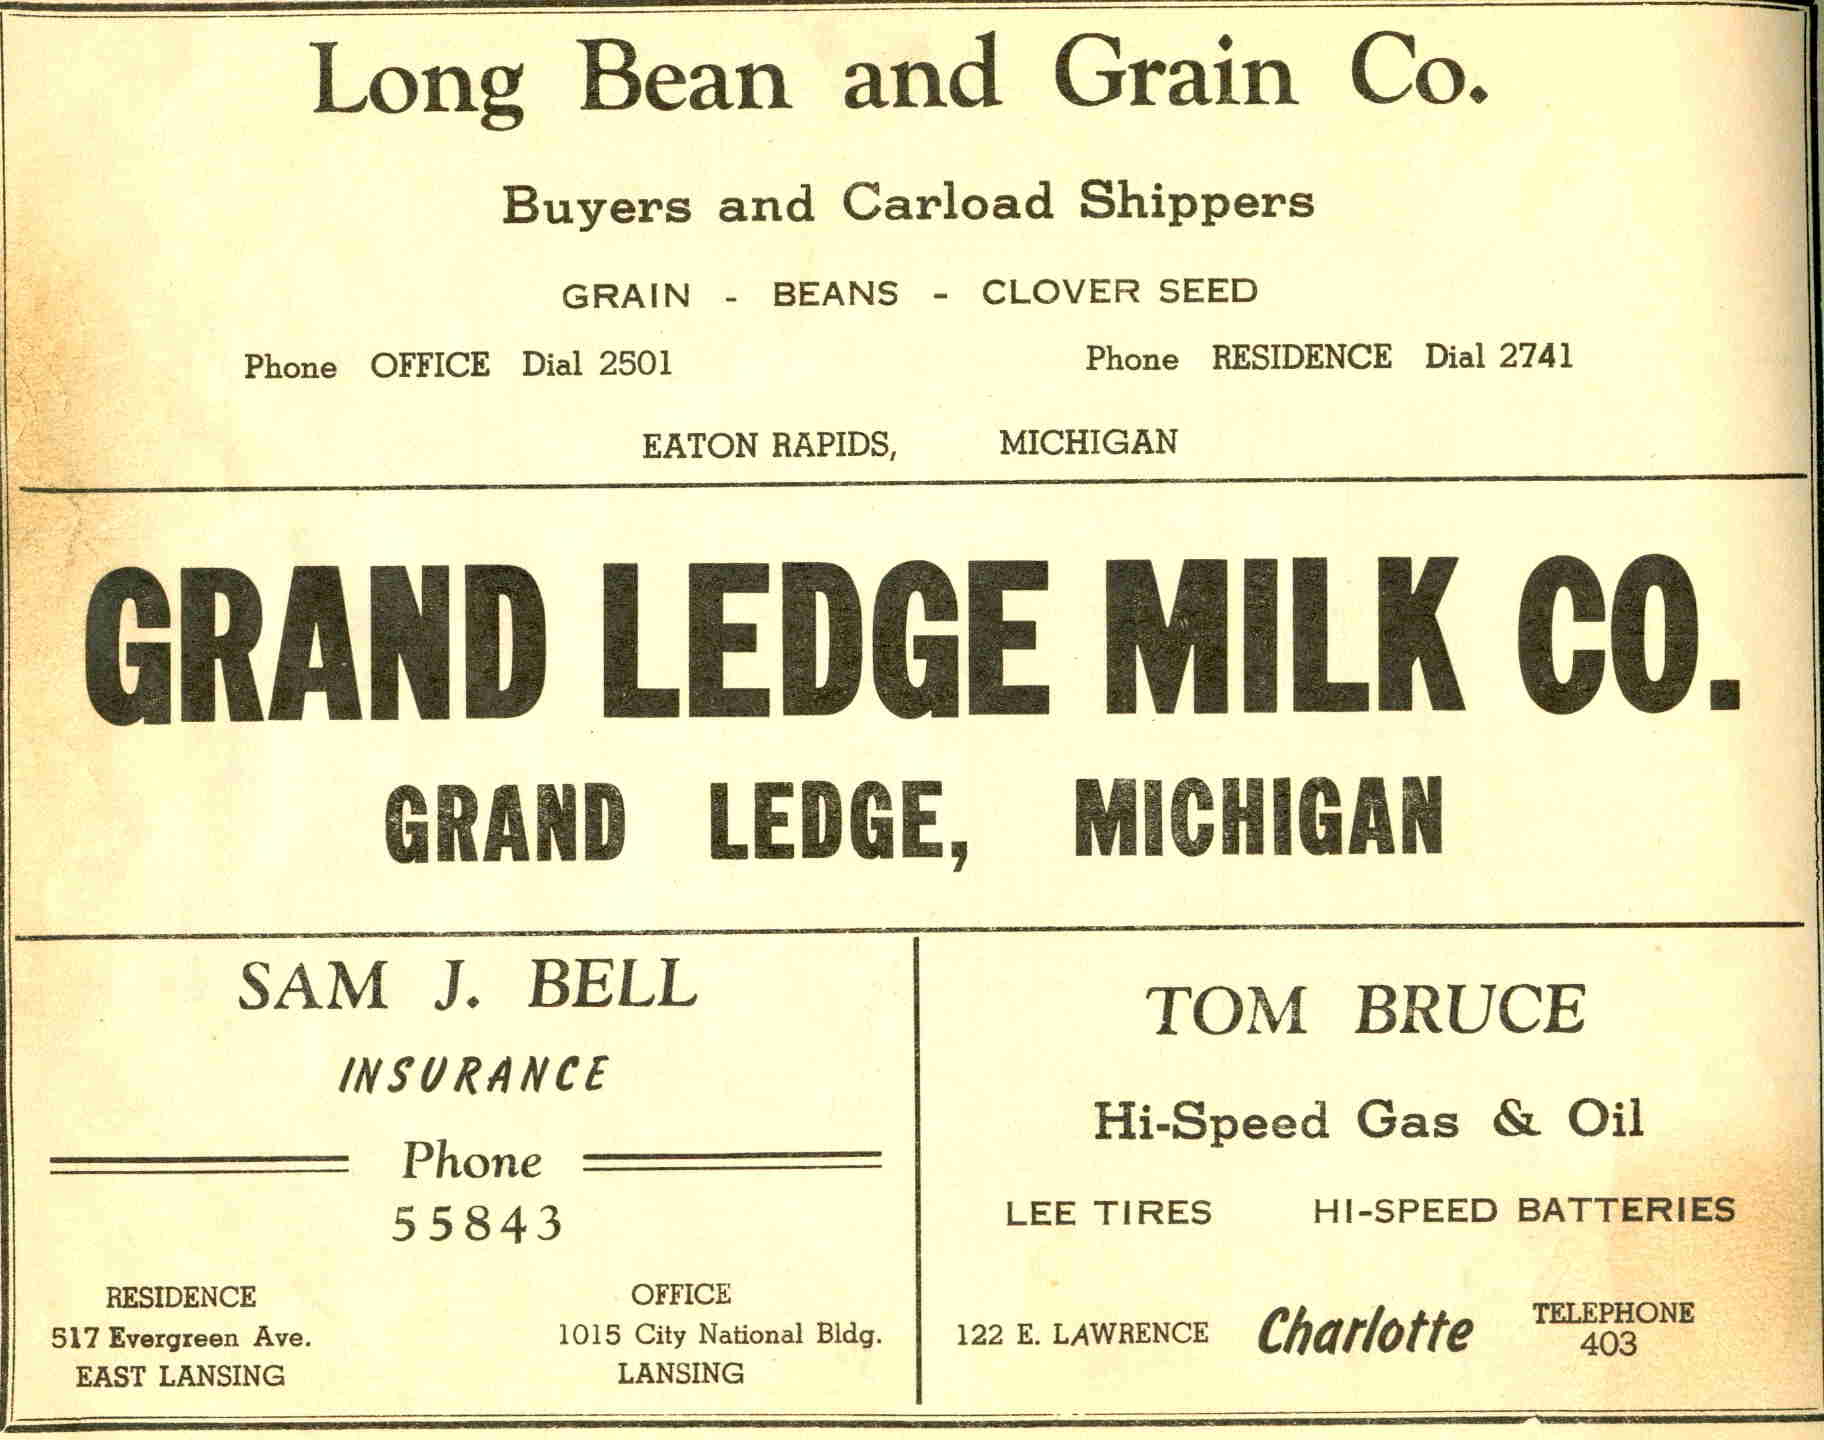 Long Bean and Grain Co.
Buyers and Carload Shippers
GRAIN - BEANS - CLOVER SEED
Phone OFFICE Dial 2501 Phone RESIDENCE Dial 2741
EATON RAPIDS, MICHIGAN
GRAND LEDGE MILK CO.
GRAND LEDGE, MICHIGAN
SAM J. BELL
INSURANCE
Phone
55843
RESIDENCE
517 Evergreen Ave.
EAST LANSING
OFFICE
1015 City National Bldg.
LANSING
TOM BRUCE
Hi-Speed Gas & Oil
LEE TIRES HI-SPEED BATTERIES
122 E. LAWRENCE Charlotte TELEPHONE
403